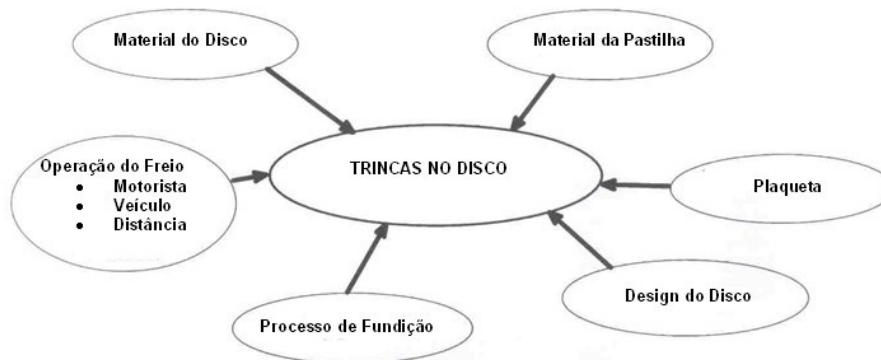 Material do Disco
Material da Pastilha
Operação do Freio
• Motorista
• Veículo
• Distância
TRINCAS NO DISCO
Plaqueta
Design do Disco
Processo de Fundição